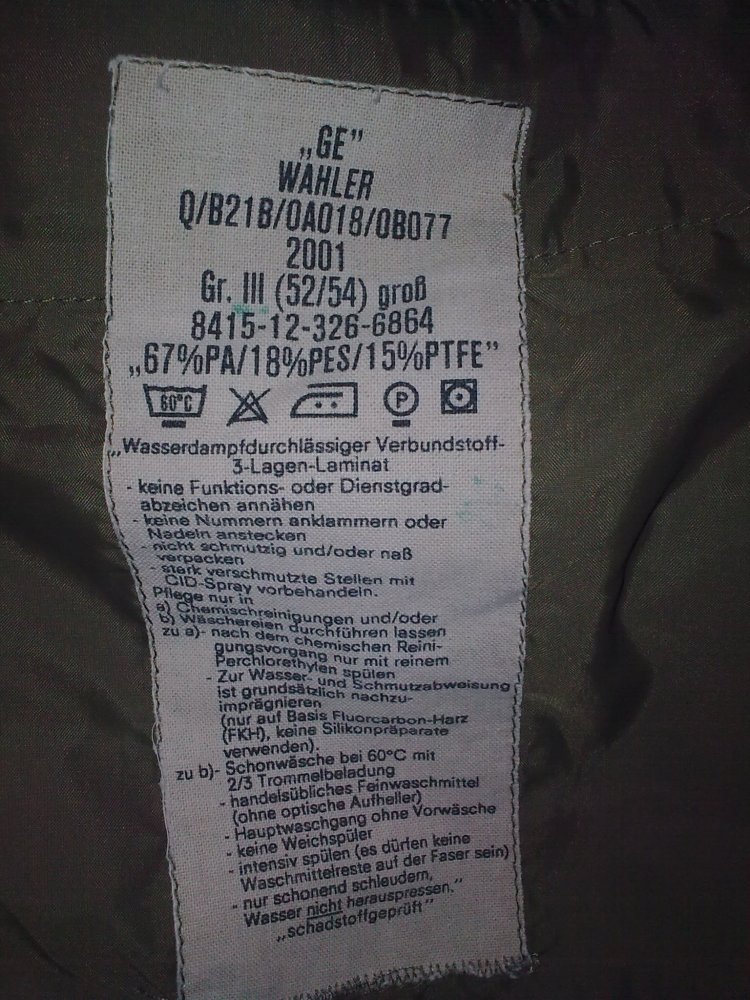 „GE”
WAHLER
Q/B21B/0A018/0B077
2001
Gr. III (52/54) groß
8415-12-326-6864
„67%PA/18%PES/15%PTFE”
60°C P
„Wasserdampfdurchlässiger Verbundstoff-
3-Lagen-Laminat
- keine Funktions- oder Dienstgrad-
abzeichen annähen
- keine Nummern anklammern oder
Nadeln anstecken
- nicht schmutzig und/oder naß
verpacken
- stark verschmutzte Stellen mit
CID-Spray vorbehandeln.
Pflege nur in
a) Chemischreinigungen und/oder
b) Wäschereien durchführen lassen
zu a)- nach dem chemischen Reini-
gungsvorgang nur mit reinem
Perchlorethylen spülen
- Zur Wasser- und Schmutzabweisung
ist grundsätzlich nachzu-
imprägnieren
(nur auf Basis Fluorcarbon-Harz
(FKH), keine Silikonpräparate
verwenden).
zu b)- Schonwäsche bei 60°C mit
2/3 Trommelbeladung
- handelsübliches Feinwaschmittel
(ohne optische Aufheller)
- Hauptwaschgang ohne Vorwäsche
- keine Weichspüler
- intensiv spülen (es dürfen keine
Waschmittelreste auf der Faser sein)
- nur schonend schleudern,
Wasser nicht herauspressen.”
„schadstoffgeprüft”